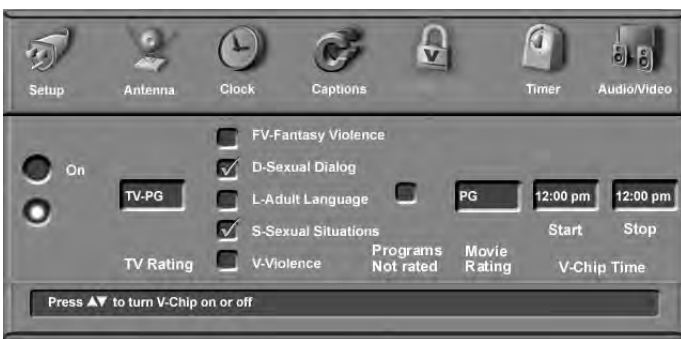 Setup Antenna Clock Captions V Timer Audio/Video
FV-Fantasy Violence
On
D-Sexual Dialog
TV-PG
L-Adult Language
PG
12:00 pm
12:00 pm
S-Sexual Situations
Start
Stop
TV Rating
V-Violence
Programs
Not rated
Movie
Rating
V-Chip Time
Press ▲▼ to turn V-Chip on or off